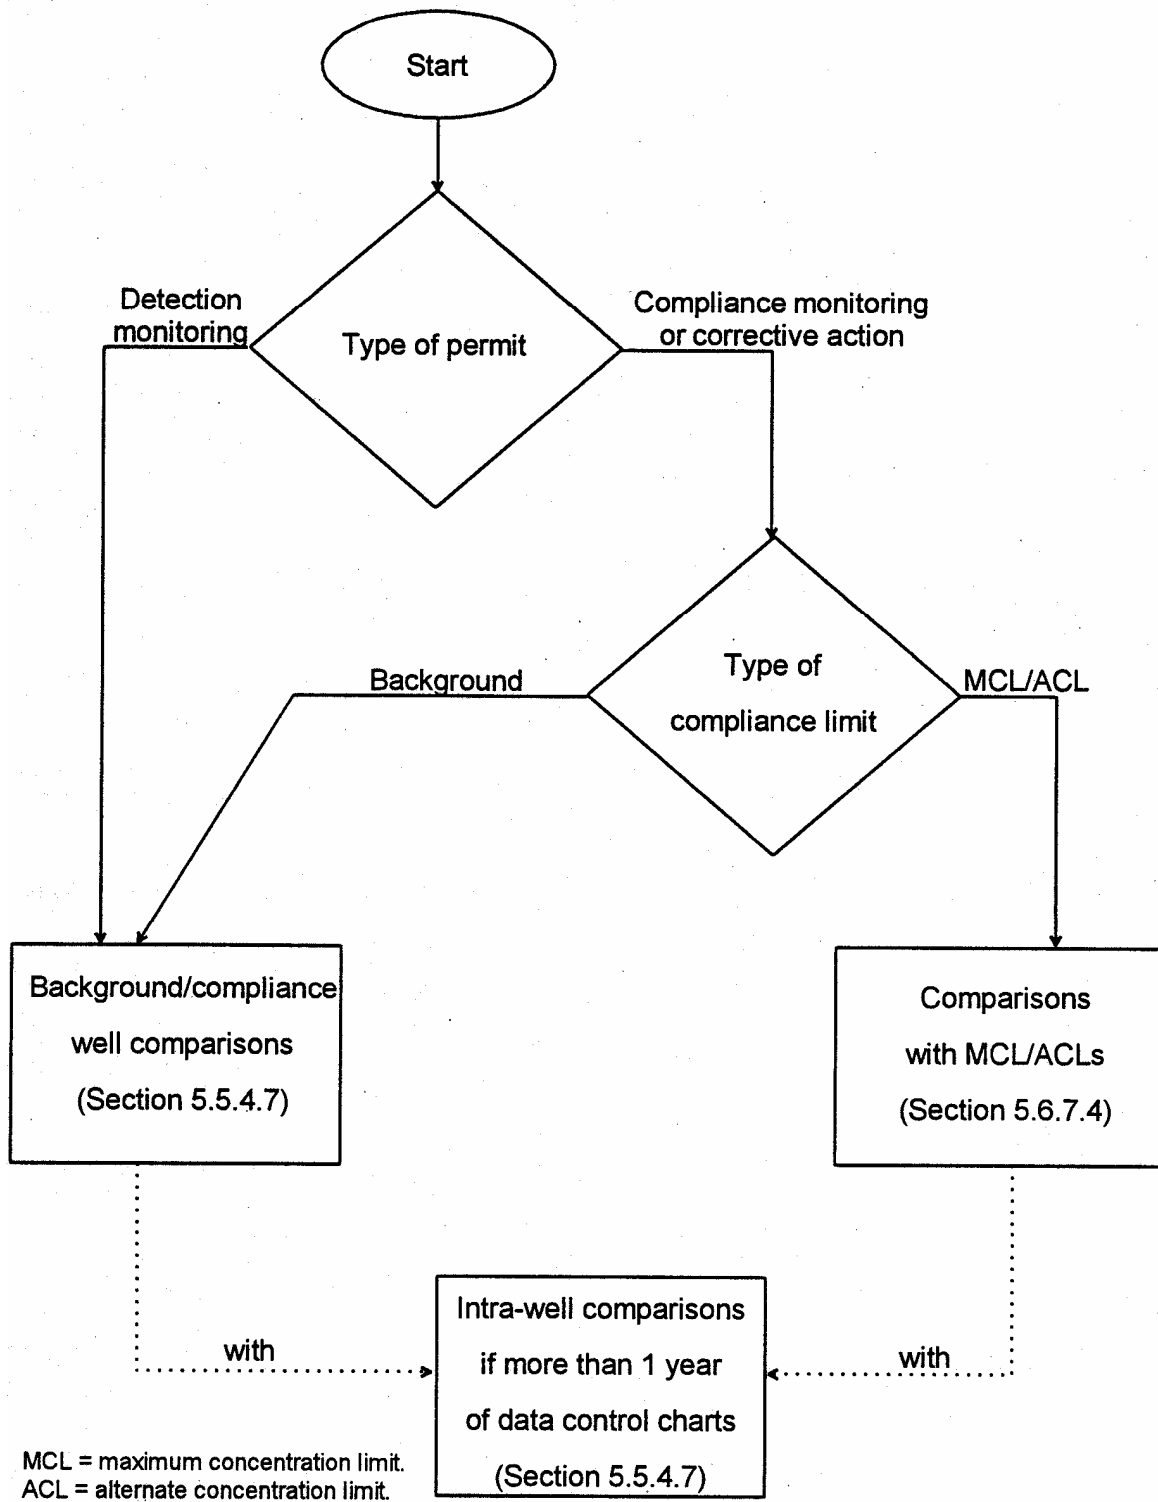 Start
Detection
monitoring
Type of permit
Compliance monitoring
or corrective action
Background
Type of
compliance limit
MCL/ACL
Background/compliance
well comparisons
(Section 5.5.4.7)
Comparisons
with MCL/ACLs
(Section 5.6.7.4)
with
Intra-well comparisons
if more than 1 year
of data control charts
(Section 5.5.4.7)
with
MCL = maximum concentration limit.
ACL = alternate concentration limit.